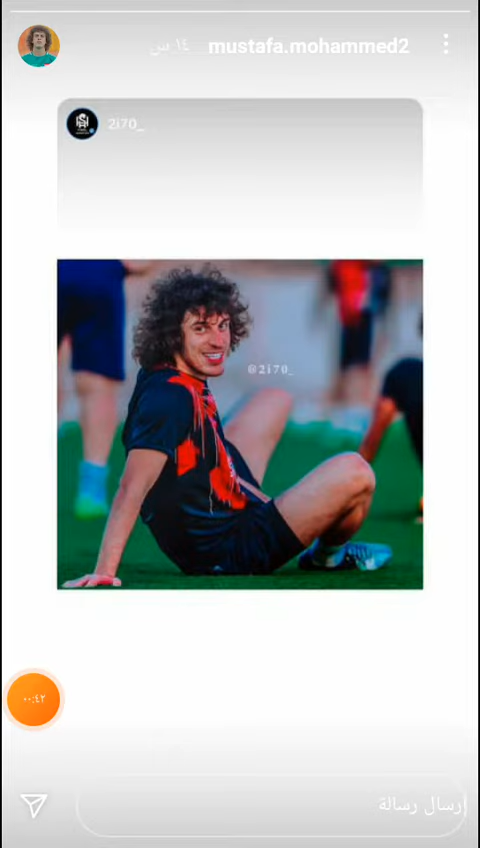 mustafa.mohammed2 ١٤ س
2i70_
@2i70_
٠٠:٤٢
إرسال رسالة